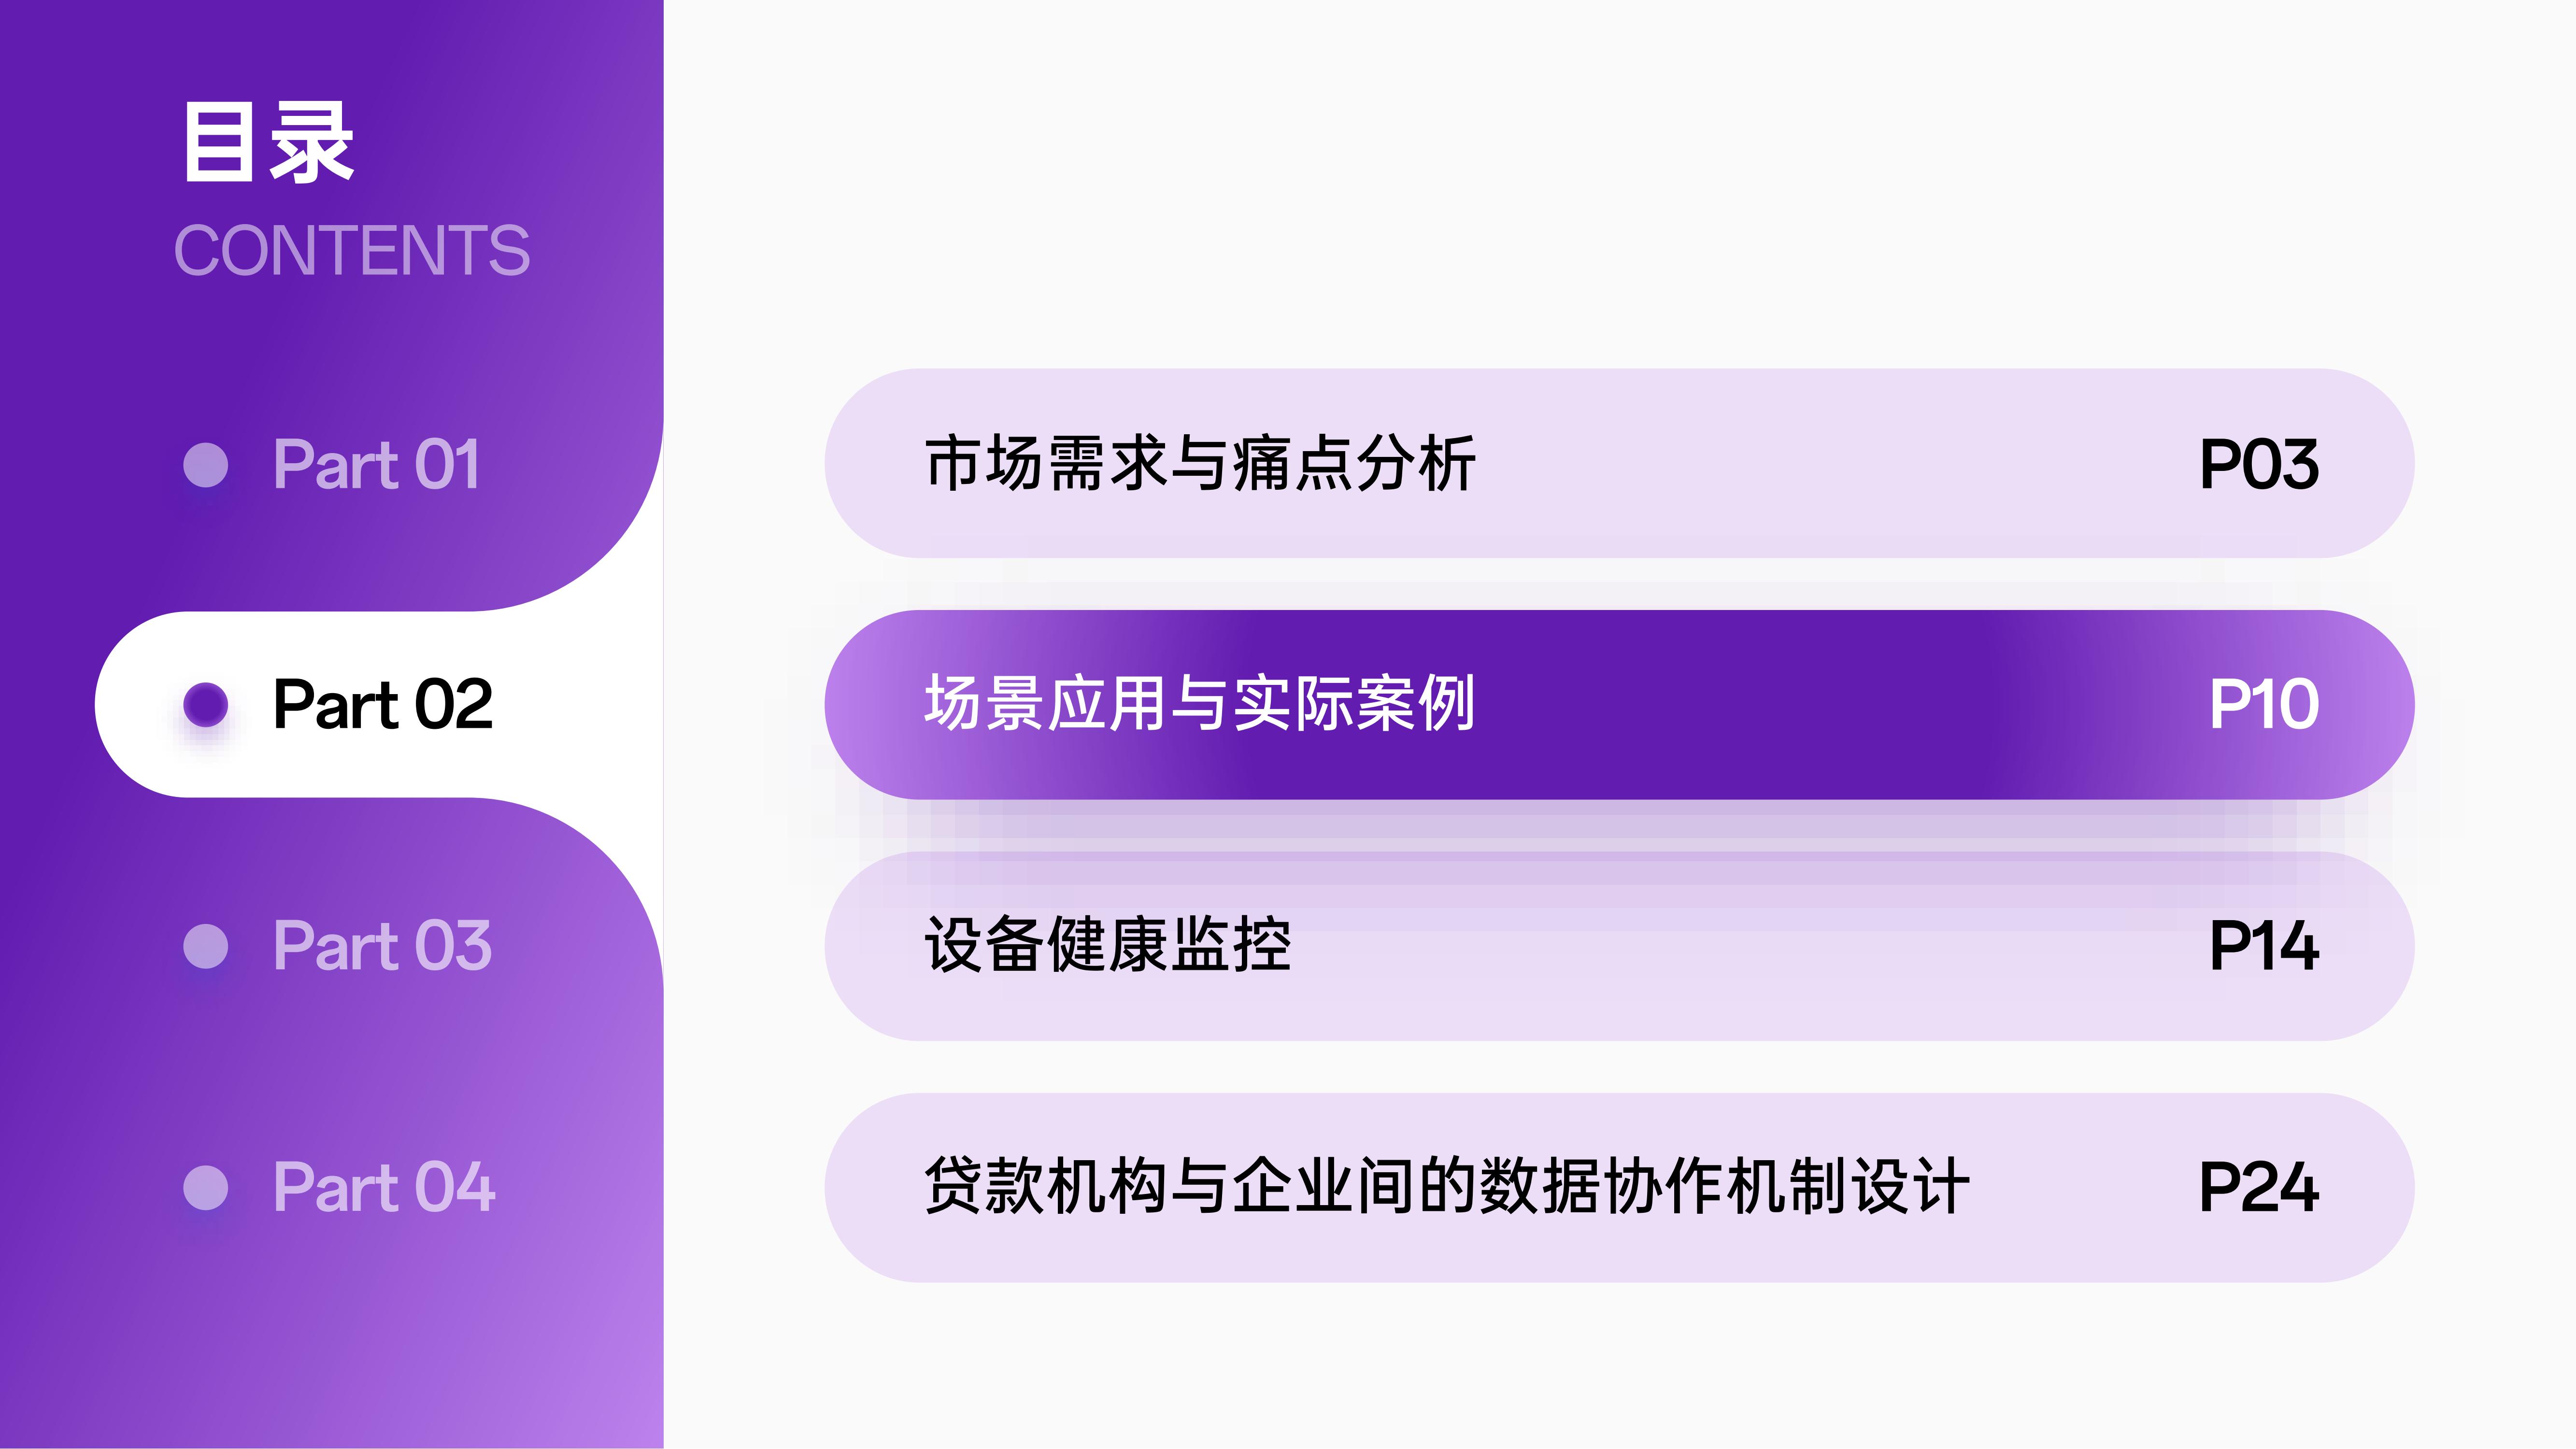 目录
CONTENTS
Part 01
市场需求与痛点分析
P03
Part 02
场景应用与实际案例
P10
Part 03
设备健康监控
P14
Part 04
贷款机构与企业间的数据协作机制设计
P24